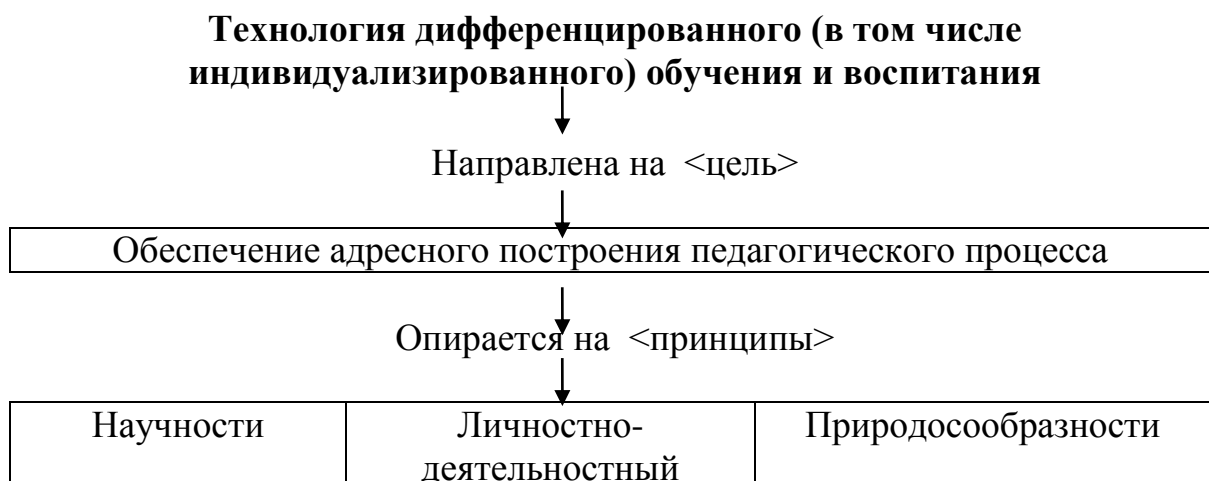 Технология дифференцированного (в том числе
индивидуализированного) обучения и воспитания
Направлена на <цель>
Обеспечение адресного построения педагогического процесса
Опирается на <принципы>
Научности
Личностно-
деятельностный
Природосообразности